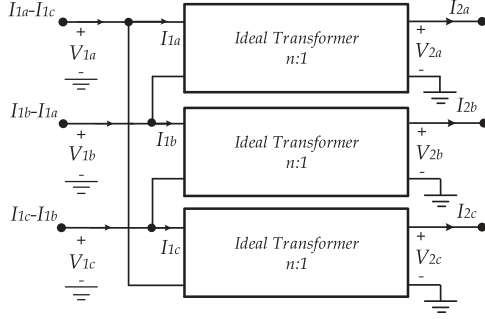 I1a-I1c
I2a
+
V1a
-
I1a
Ideal Transformer
n:1
+
V2a
-
I1b-I1a
I2b
+
V1b
-
I1b
Ideal Transformer
n:1
+
V2b
-
I1c-I1b
I2c
+
V1c
-
I1c
Ideal Transformer
n:1
+
V2c
-